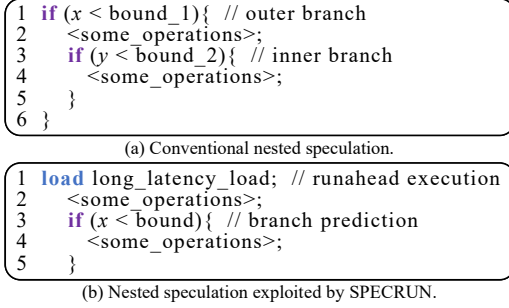 1 if (x < bound_1){ // outer branch
2 <some_operations>;
3 if (y < bound_2){ // inner branch
4 <some_operations>;
5 }
6 }
(a) Conventional nested speculation.
1 load long_latency_load; // runahead execution
2 <some_operations>;
3 if (x < bound){ // branch prediction
4 <some_operations>;
5 }
(b) Nested speculation exploited by SPECRUN.